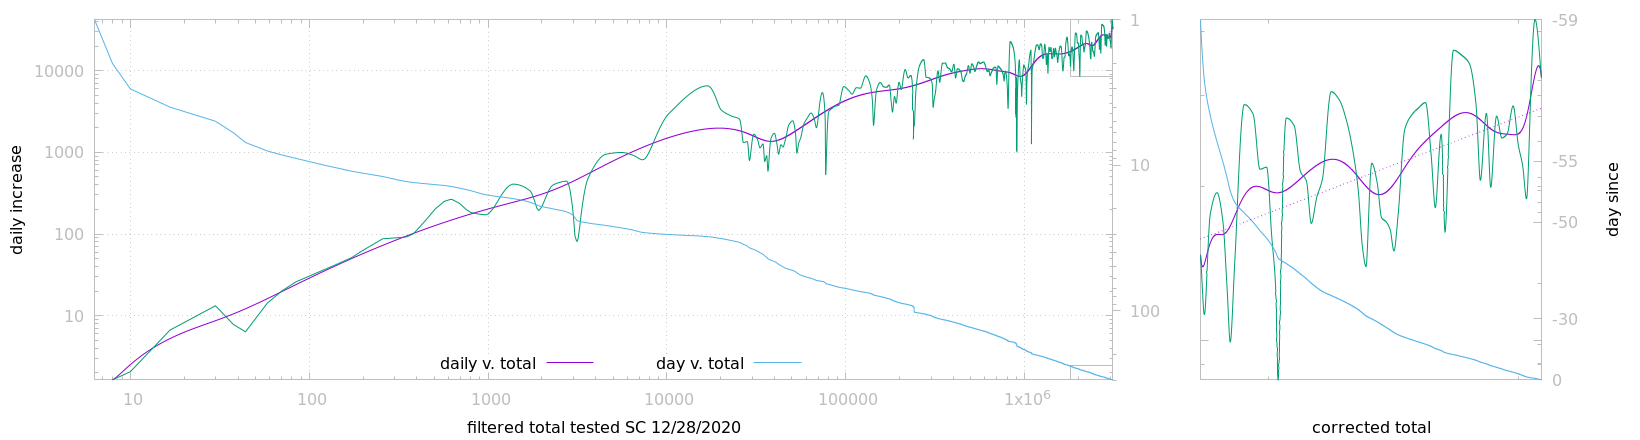 daily increase
10000
1000
100
10
10
100
1000
10000
100000
1x10⁶
1
10
100
daily v. total
day v. total
filtered total tested SC 12/28/2020
-59
-55
-50
-30
0
day since
corrected total